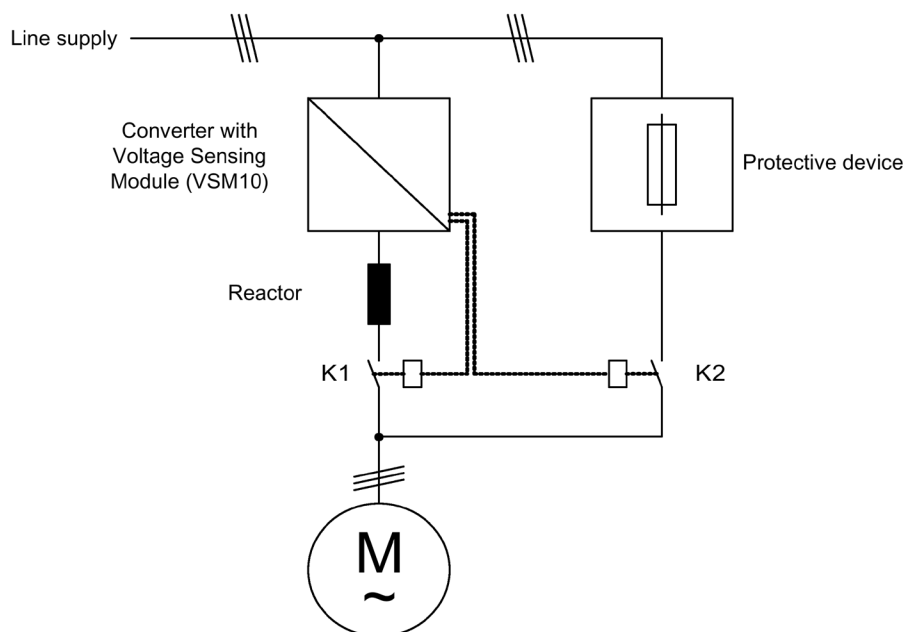 Line supply
Converter with
Voltage Sensing
Module (VSM10)
Protective device
Reactor
K1
K2
M
~